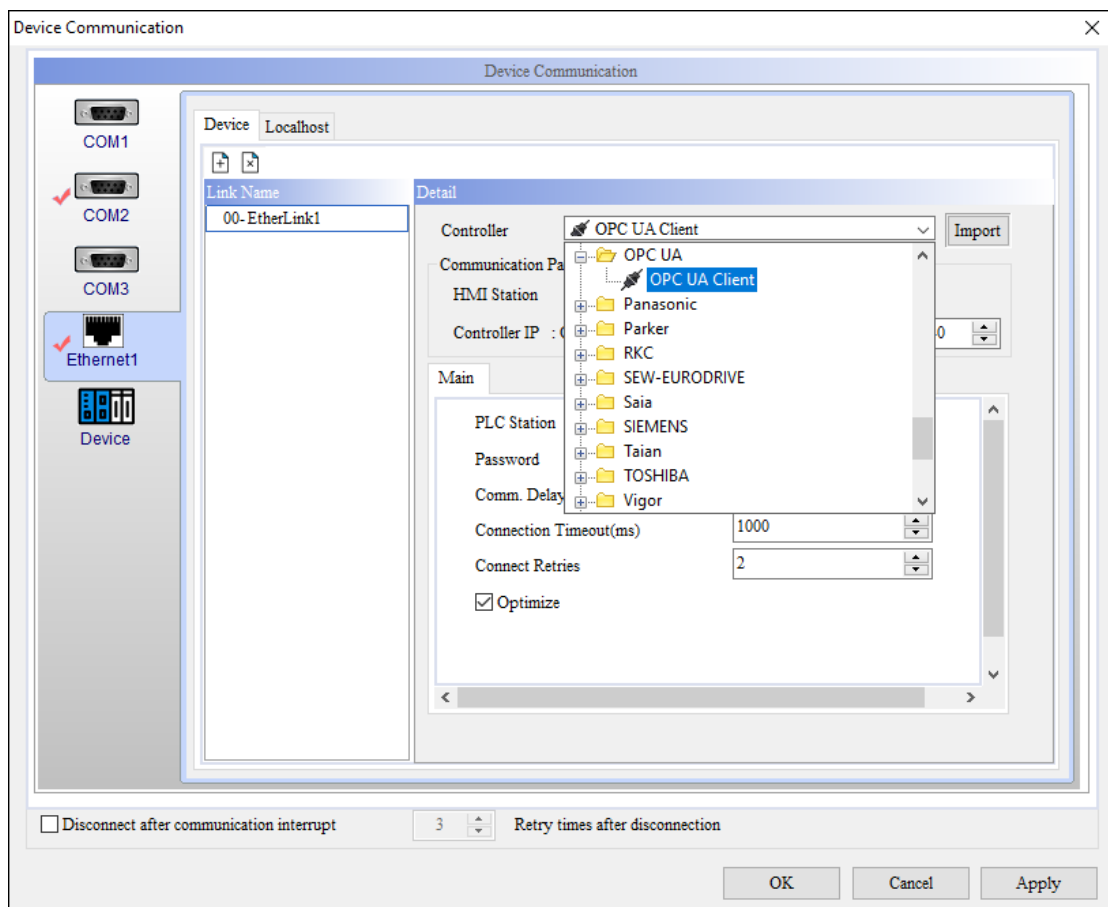 Device Communication
Device Communication
COM1
COM2
COM3
Ethernet1
Device
Device Localhost
Link Name
00- EtherLink1
Detail
Controller OPC UA Client Import
OPC UA
OPC UA Client
Panasonic
Parker
RKC
SEW-EURODRIVE
Saia
SIEMENS
Taian
TOSHIBA
Vigor
Communication Pa
HMI Station
Controller IP :
Main
PLC Station
Password
Comm. Delay
Connection Timeout(ms) 1000
Connect Retries 2
Optimize
Disconnect after communication interrupt 3 Retry times after disconnection
OK Cancel Apply